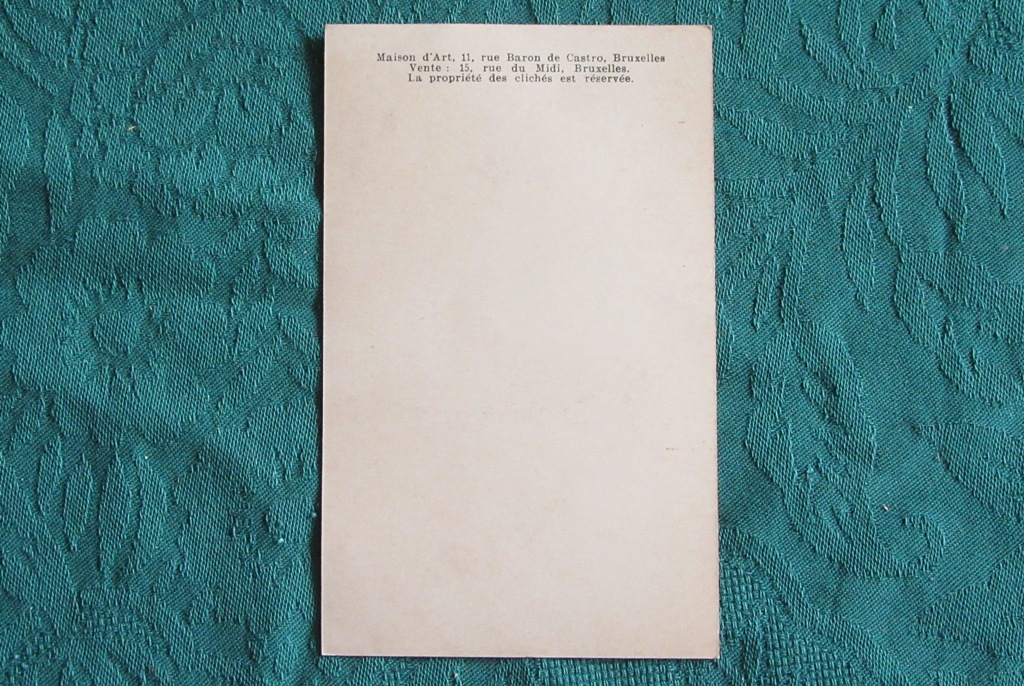 Maison d'Art, 11, rue Baron de Castro, Bruxelles
Vente : 15, rue du Midi, Bruxelles.
La propriété des clichés est réservée.